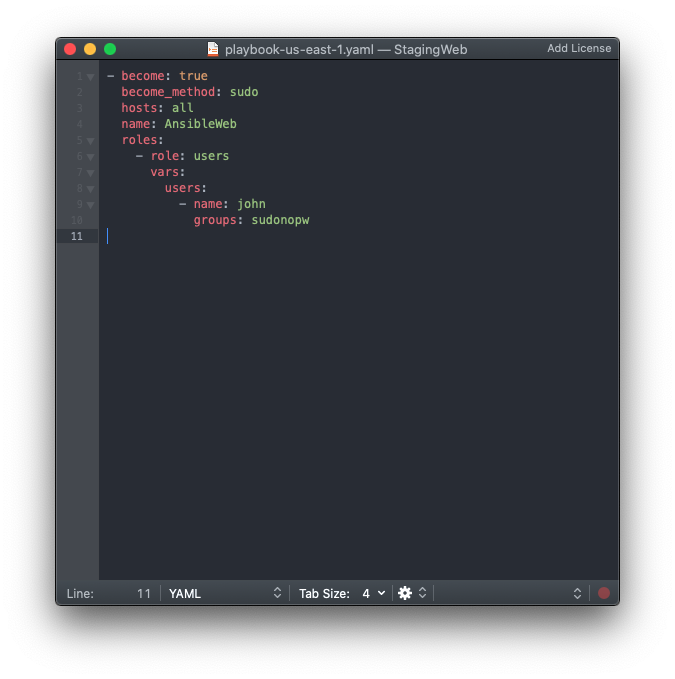 playbook-us-east-1.yaml — StagingWeb Add License
1 - become: true
2 become_method: sudo
3 hosts: all
4 name: AnsibleWeb
5 roles:
6 - role: users
7 vars:
8 users:
9 - name: john
10 groups: sudonopw
11
Line: 11 YAML Tab Size: 4